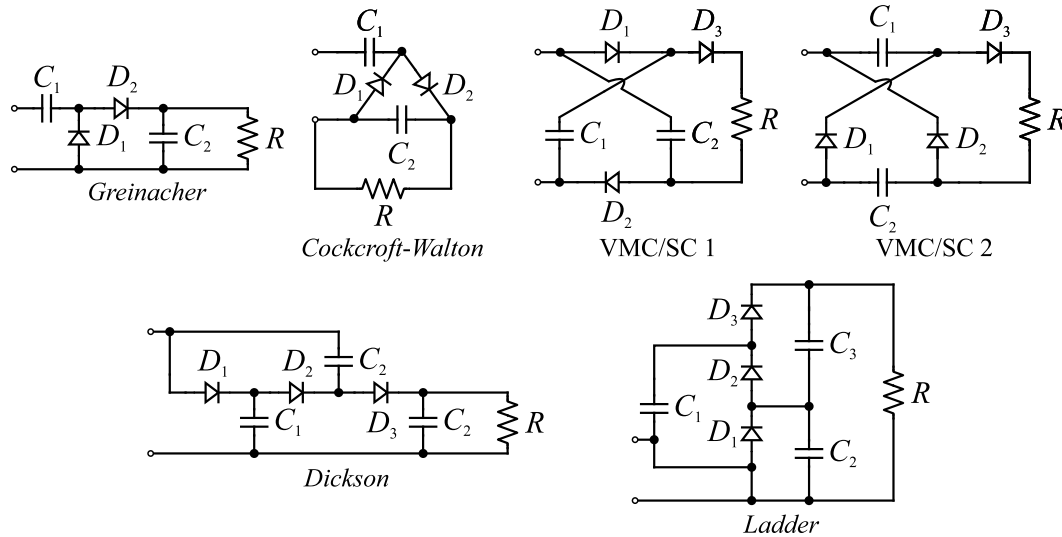 C₁ D₂ D₁ C₂ R
Greinacher
C₁ D₁ D₂ C₂ R
Cockcroft-Walton
D₁ D₃ C₁ C₂ R D₂
VMC/SC 1
C₁ D₃ D₁ D₂ R C₂
VMC/SC 2
D₁ D₂ C₂ C₁ D₃ C₂ R
Dickson
D₃ C₃ D₂ C₁ R D₁ C₂
Ladder